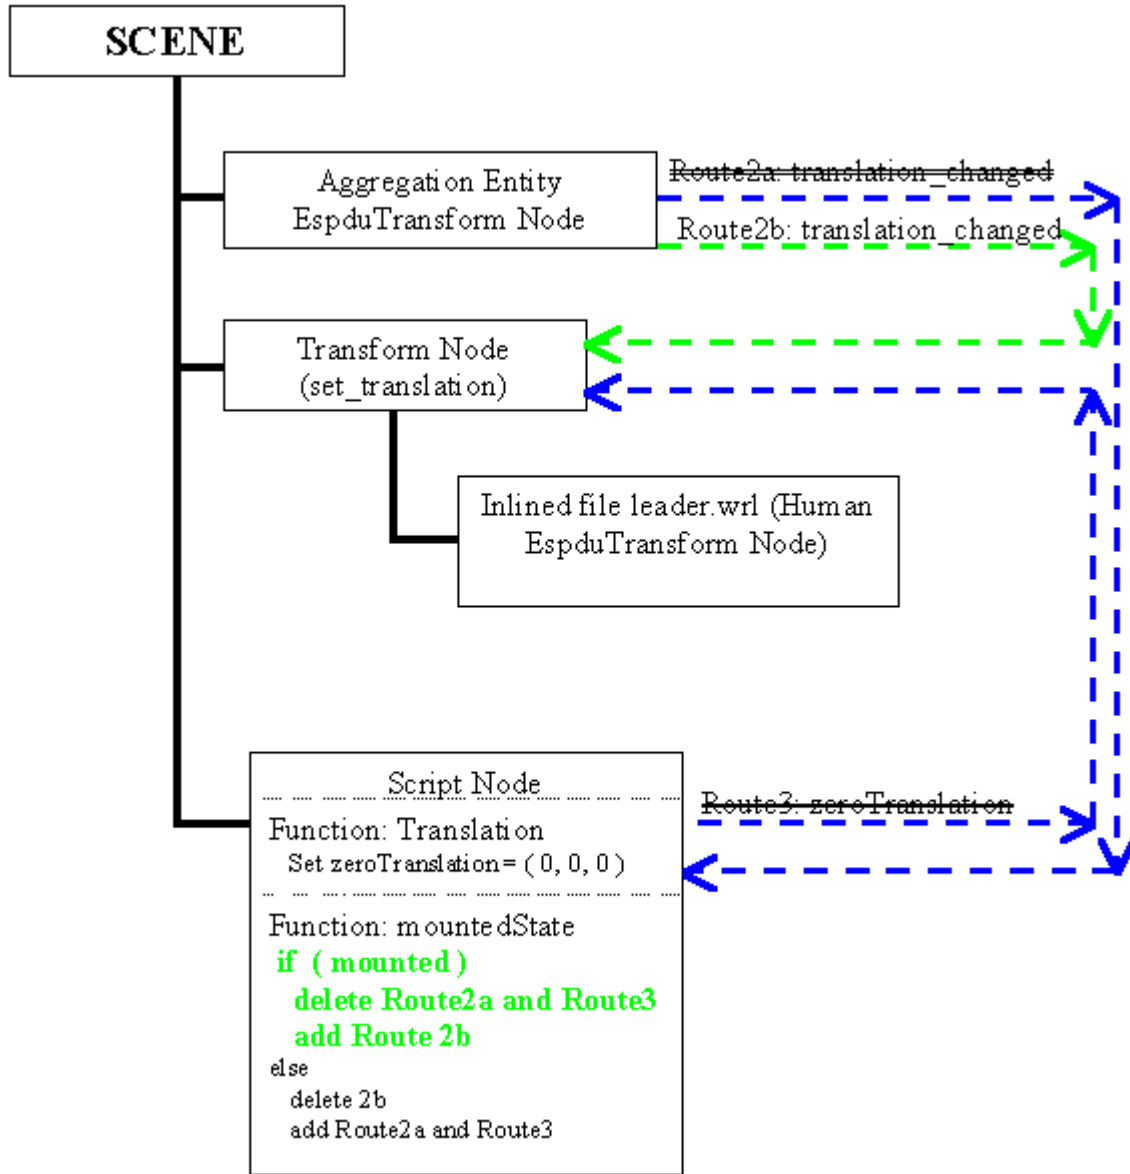 SCENE
Aggregation Entity
EspduTransform Node
Route2a: translation_changed
Route2b: translation_changed
Transform Node
(set_translation)
Inlined file leader.wrl (Human
EspduTransform Node)
Script Node
Route3: zeroTranslation
Function: Translation
Set zeroTranslation = ( 0, 0, 0 )
Function: mountedState
if ( mounted )
delete Route2a and Route3
add Route 2b
else
delete 2b
add Route2a and Route3